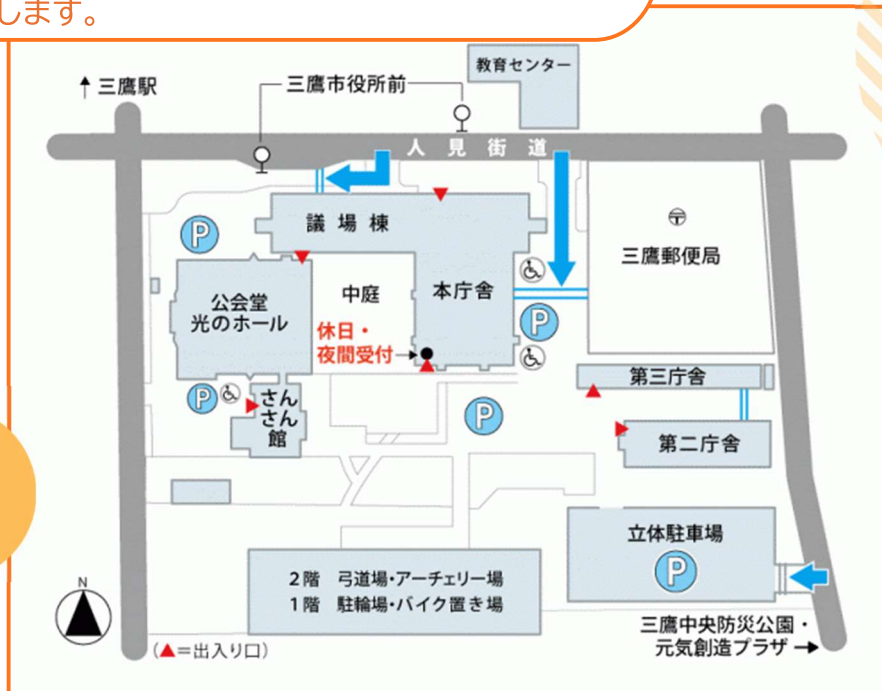 します。
教育センター
↑三鷹駅
三鷹市役所前
人見街道
P
議場棟
三鷹郵便局
公会堂
光のホール
中庭
本庁舎
P
休日・
夜間受付→
第三庁舎
P
さん
さん
館
P
第二庁舎
立体駐車場
P
2階 弓道場・アーチェリー場
1階 駐輪場・バイク置き場
N
(▲=出入り口)
三鷹中央防災公園・
元気創造プラザ→